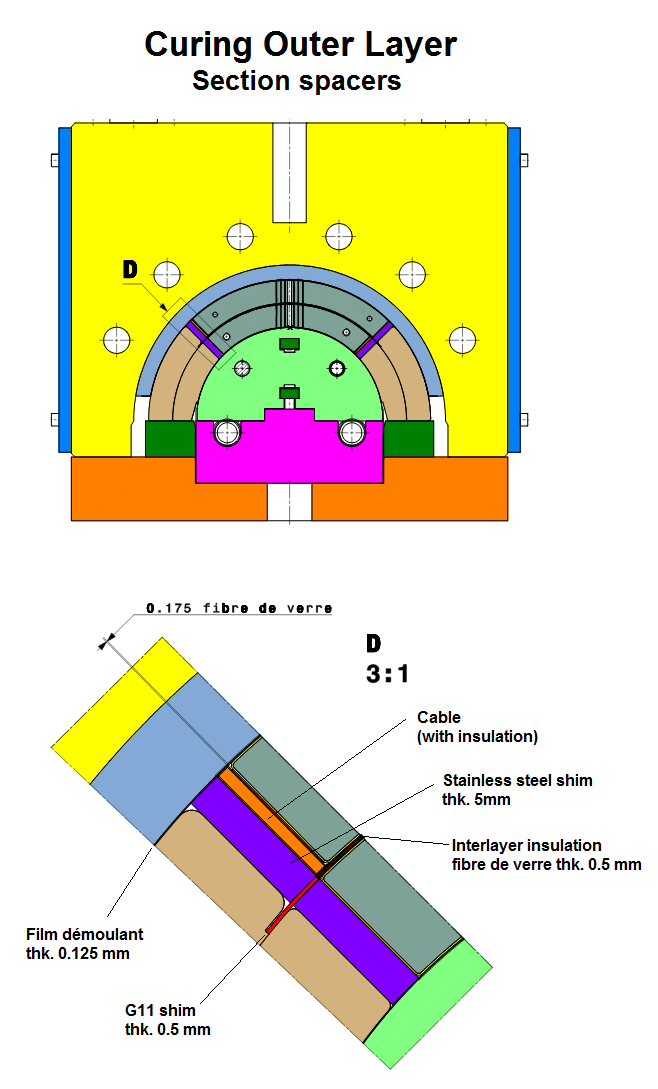 Curing Outer Layer
Section spacers
D
0.175 fibre de verre
D
3:1
Cable
(with insulation)
Stainless steel shim
thk. 5mm
Interlayer insulation
fibre de verre thk. 0.5 mm
Film démoulant
thk. 0.125 mm
G11 shim
thk. 0.5 mm